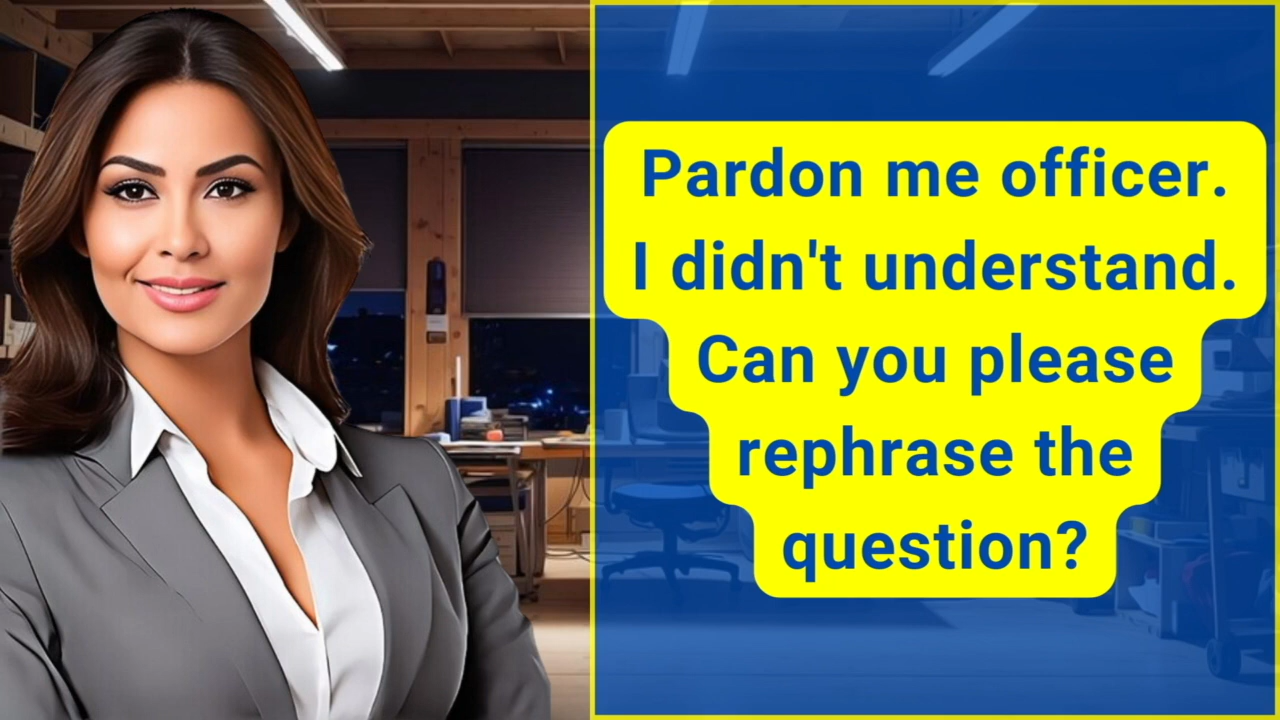 Pardon me officer.
I didn't understand.
Can you please
rephrase the
question?